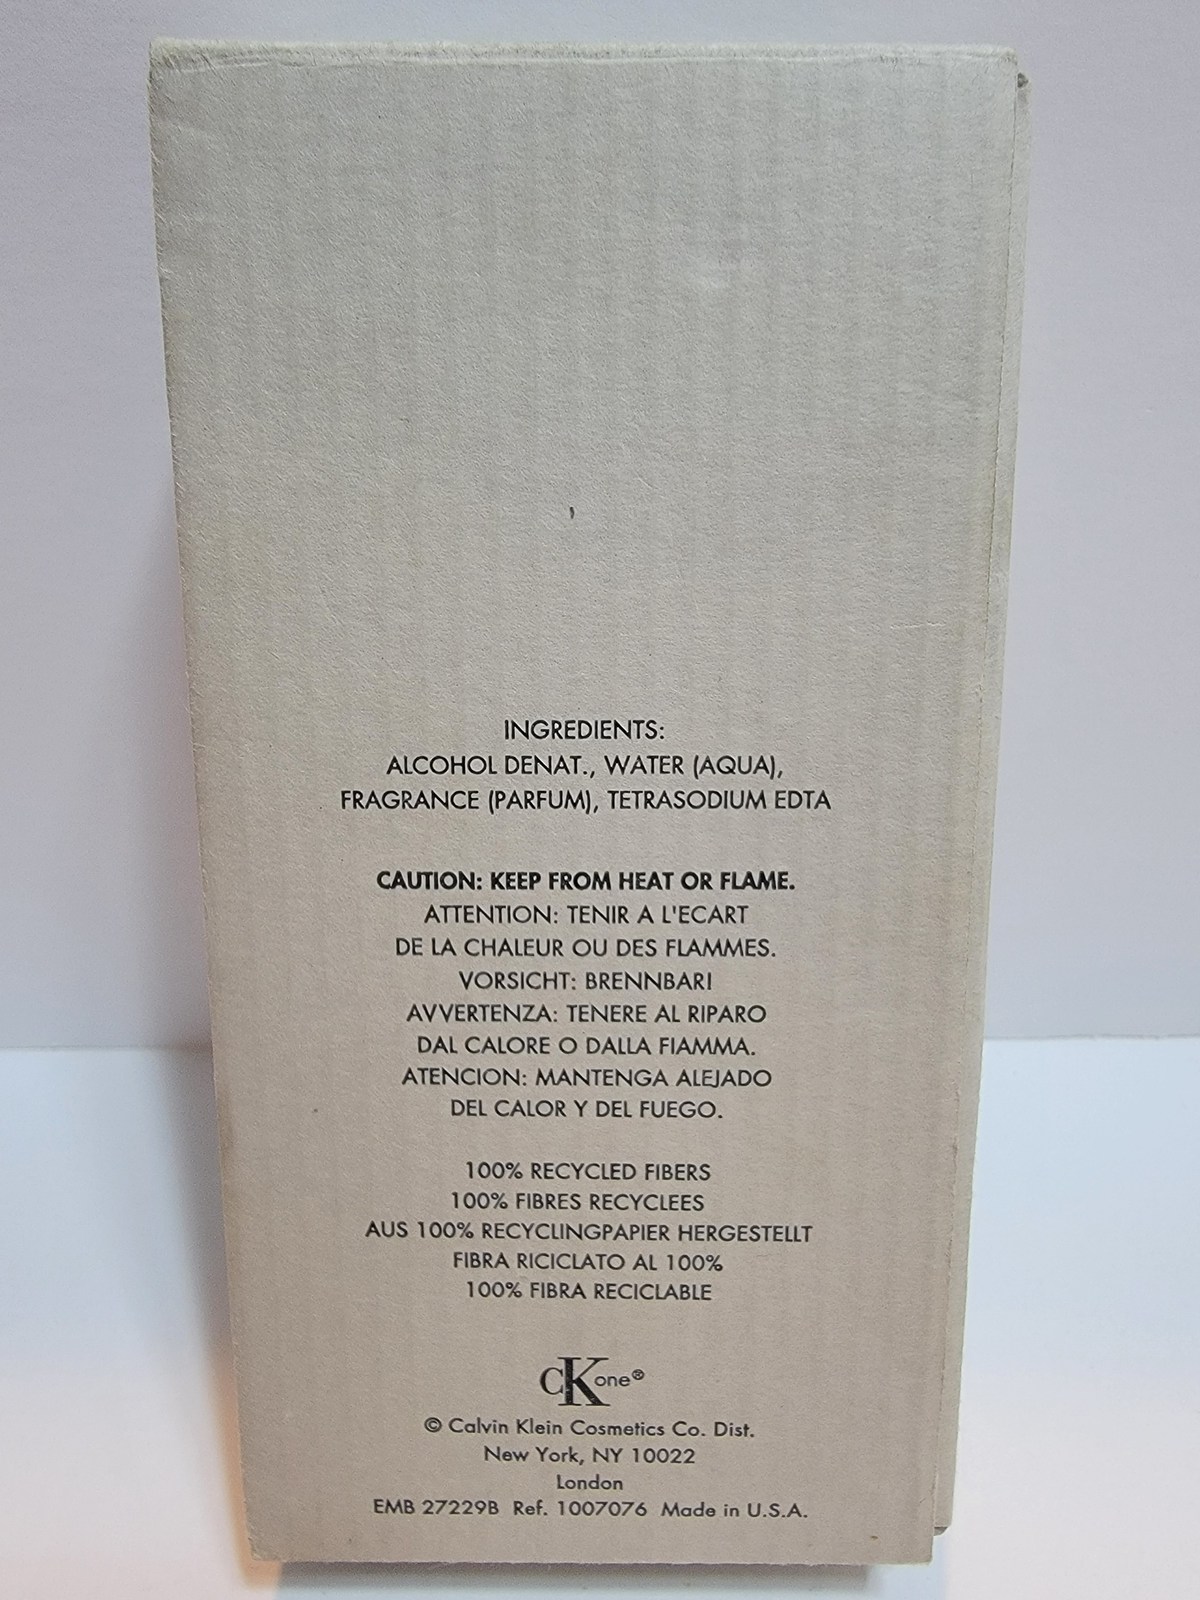 INGREDIENTS:
ALCOHOL DENAT., WATER (AQUA),
FRAGRANCE (PARFUM), TETRASODIUM EDTA
CAUTION: KEEP FROM HEAT OR FLAME.
ATTENTION: TENIR A L'ECART
DE LA CHALEUR OU DES FLAMMES.
VORSICHT: BRENNBAR!
AVVERTENZA: TENERE AL RIPARO
DAL CALORE O DALLA FIAMMA.
ATENCION: MANTENGA ALEJADO
DEL CALOR Y DEL FUEGO.
100% RECYCLED FIBERS
100% FIBRES RECYCLEES
AUS 100% RECYCLINGPAPIER HERGESTELLT
FIBRA RICICLATO AL 100%
100% FIBRA RECICLABLE
cK one®
© Calvin Klein Cosmetics Co. Dist.
New York, NY 10022
London
EMB 27229B Ref. 1007076 Made in U.S.A.